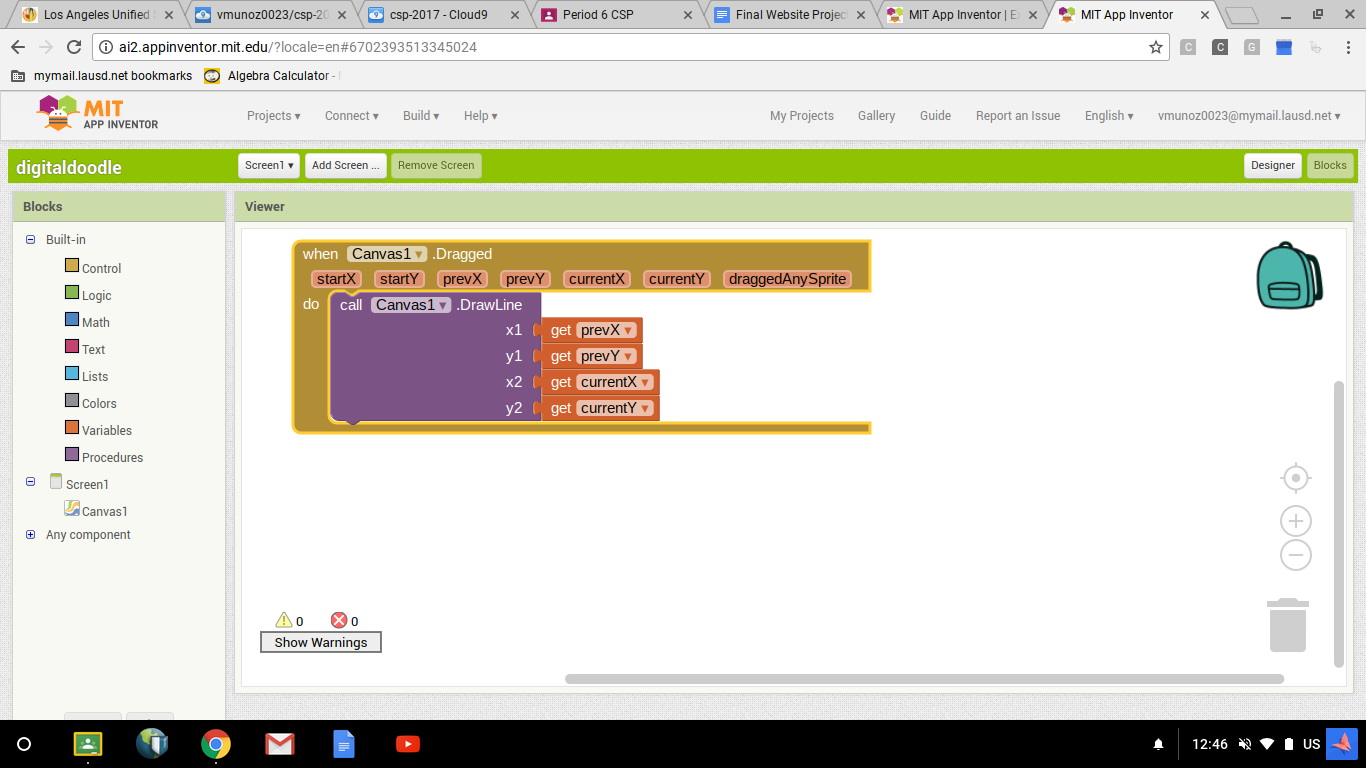 Los Angeles Unified
vmunoz0023/csp-20
csp-2017 - Cloud9
Period 6 CSP
Final Website Project
MIT App Inventor | Ex
MIT App Inventor
ai2.appinventor.mit.edu/?locale=en#6702393513345024
C C G
mymail.lausd.net bookmarks
Algebra Calculator -
MIT
APP INVENTOR
Projects ▾ Connect ▾ Build ▾ Help ▾
My Projects Gallery Guide Report an Issue English ▾ vmunoz0023@mymail.lausd.net ▾
digitaldoodle
Screen1 ▾ Add Screen ... Remove Screen
Designer Blocks
Blocks
Viewer
Built-in
Control
Logic
Math
Text
Lists
Colors
Variables
Procedures
Screen1
Canvas1
Any component
when Canvas1 ▾ .Dragged
startX startY prevX prevY currentX currentY draggedAnySprite
do call Canvas1 ▾ .DrawLine
x1 get prevX ▾
y1 get prevY ▾
x2 get currentX ▾
y2 get currentY ▾
0 0
Show Warnings
12:46 US